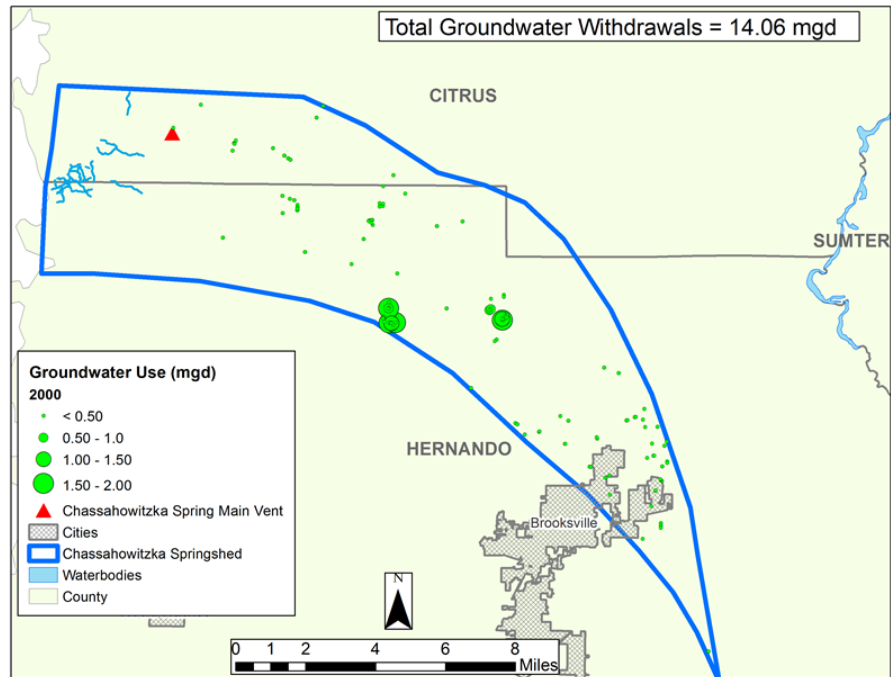 Total Groundwater Withdrawals = 14.06 mgd
CITRUS
SUMTER
HERNANDO
Brooksville
Groundwater Use (mgd)
2000
< 0.50
0.50 - 1.0
1.00 - 1.50
1.50 - 2.00
Chassahowitzka Spring Main Vent
Cities
Chassahowitzka Springshed
Waterbodies
County
N
0 1 2 4 6 8
Miles